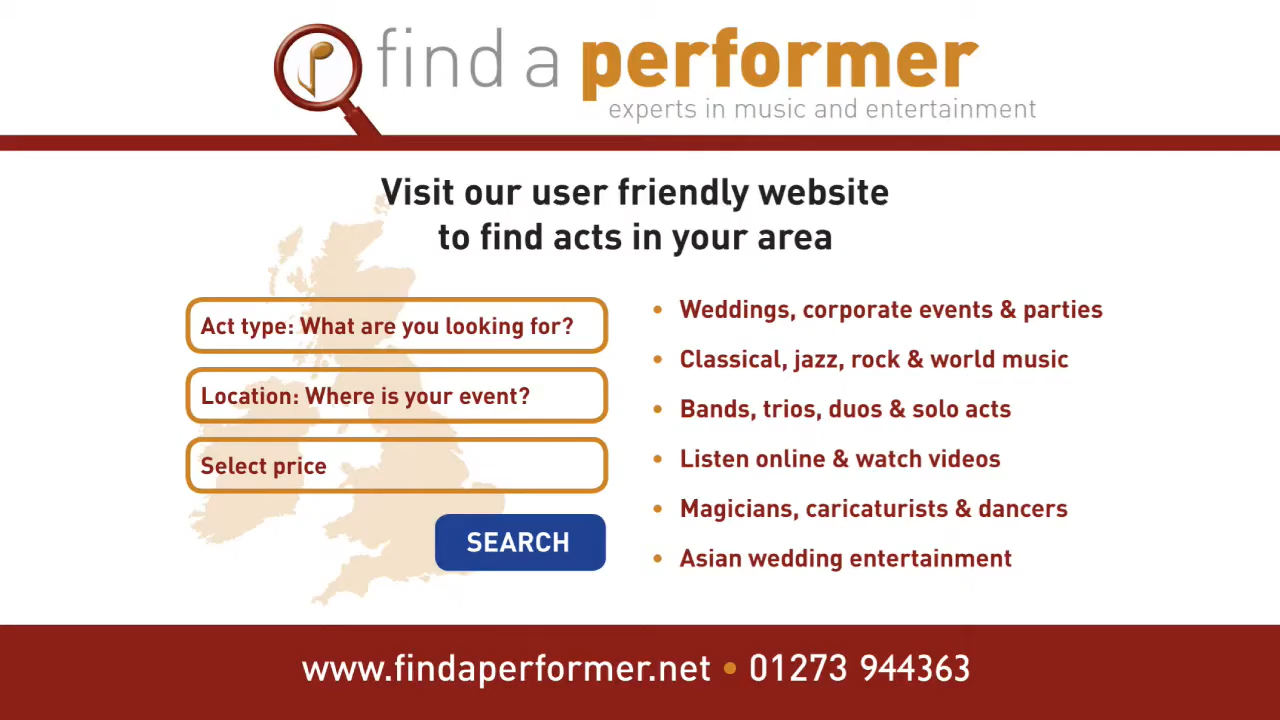 find a performer
experts in music and entertainment
Visit our user friendly website
to find acts in your area
Act type: What are you looking for?
Location: Where is your event?
Select price
SEARCH
• Weddings, corporate events & parties
• Classical, jazz, rock & world music
• Bands, trios, duos & solo acts
• Listen online & watch videos
• Magicians, caricaturists & dancers
• Asian wedding entertainment
www.findaperformer.net • 01273 944363